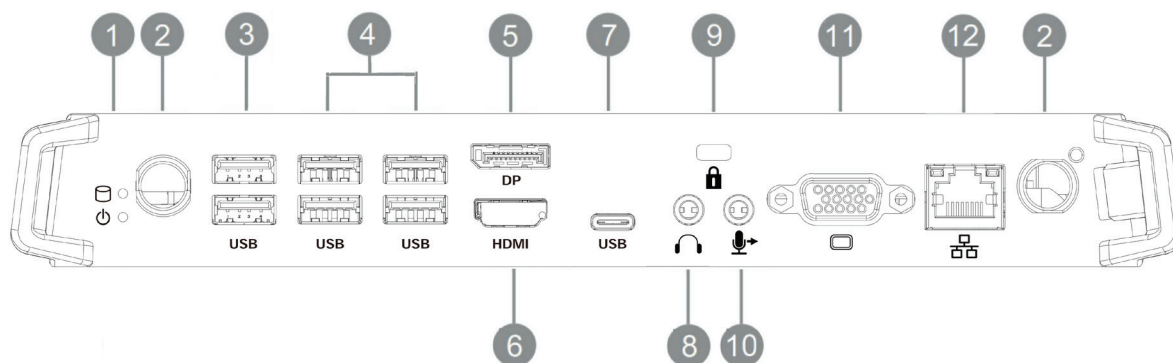 1 2 3 4 5 7 9 11 12 2
DP
USB USB USB HDMI USB
6 8 10